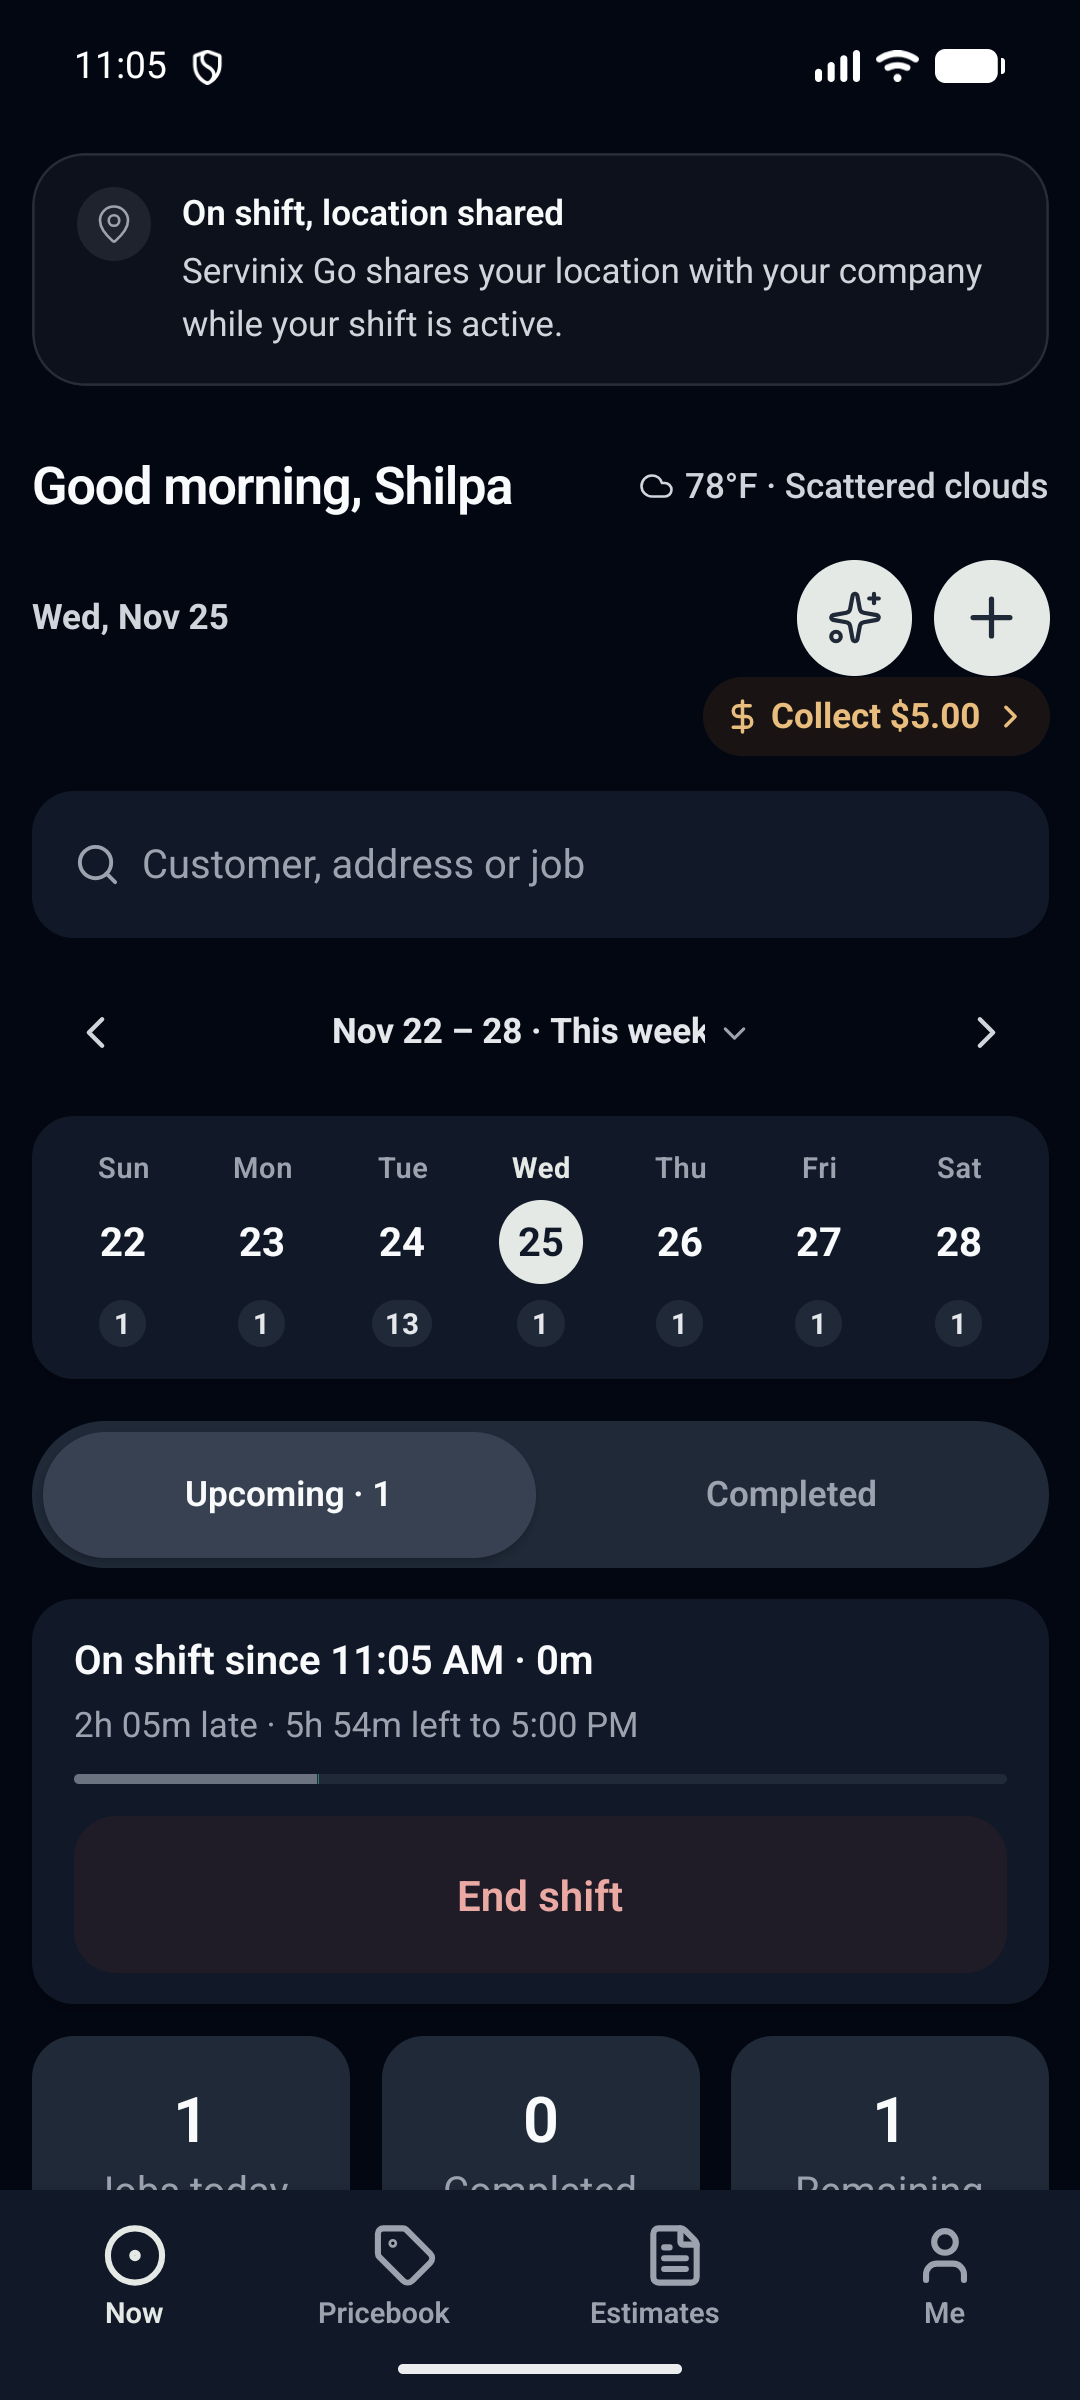 11:05
On shift, location shared
Servinix Go shares your location with your company
while your shift is active.
Good morning, Shilpa
78°F · Scattered clouds
Wed, Nov 25
Collect $5.00
Customer, address or job
Nov 22 – 28 · This week
Sun Mon Tue Wed Thu Fri Sat
22 23 24 25 26 27 28
1 1 13 1 1 1 1
Upcoming · 1
Completed
On shift since 11:05 AM · 0m
2h 05m late · 5h 54m left to 5:00 PM
End shift
1 0 1
Jobs today Completed Remaining
Now Pricebook Estimates Me